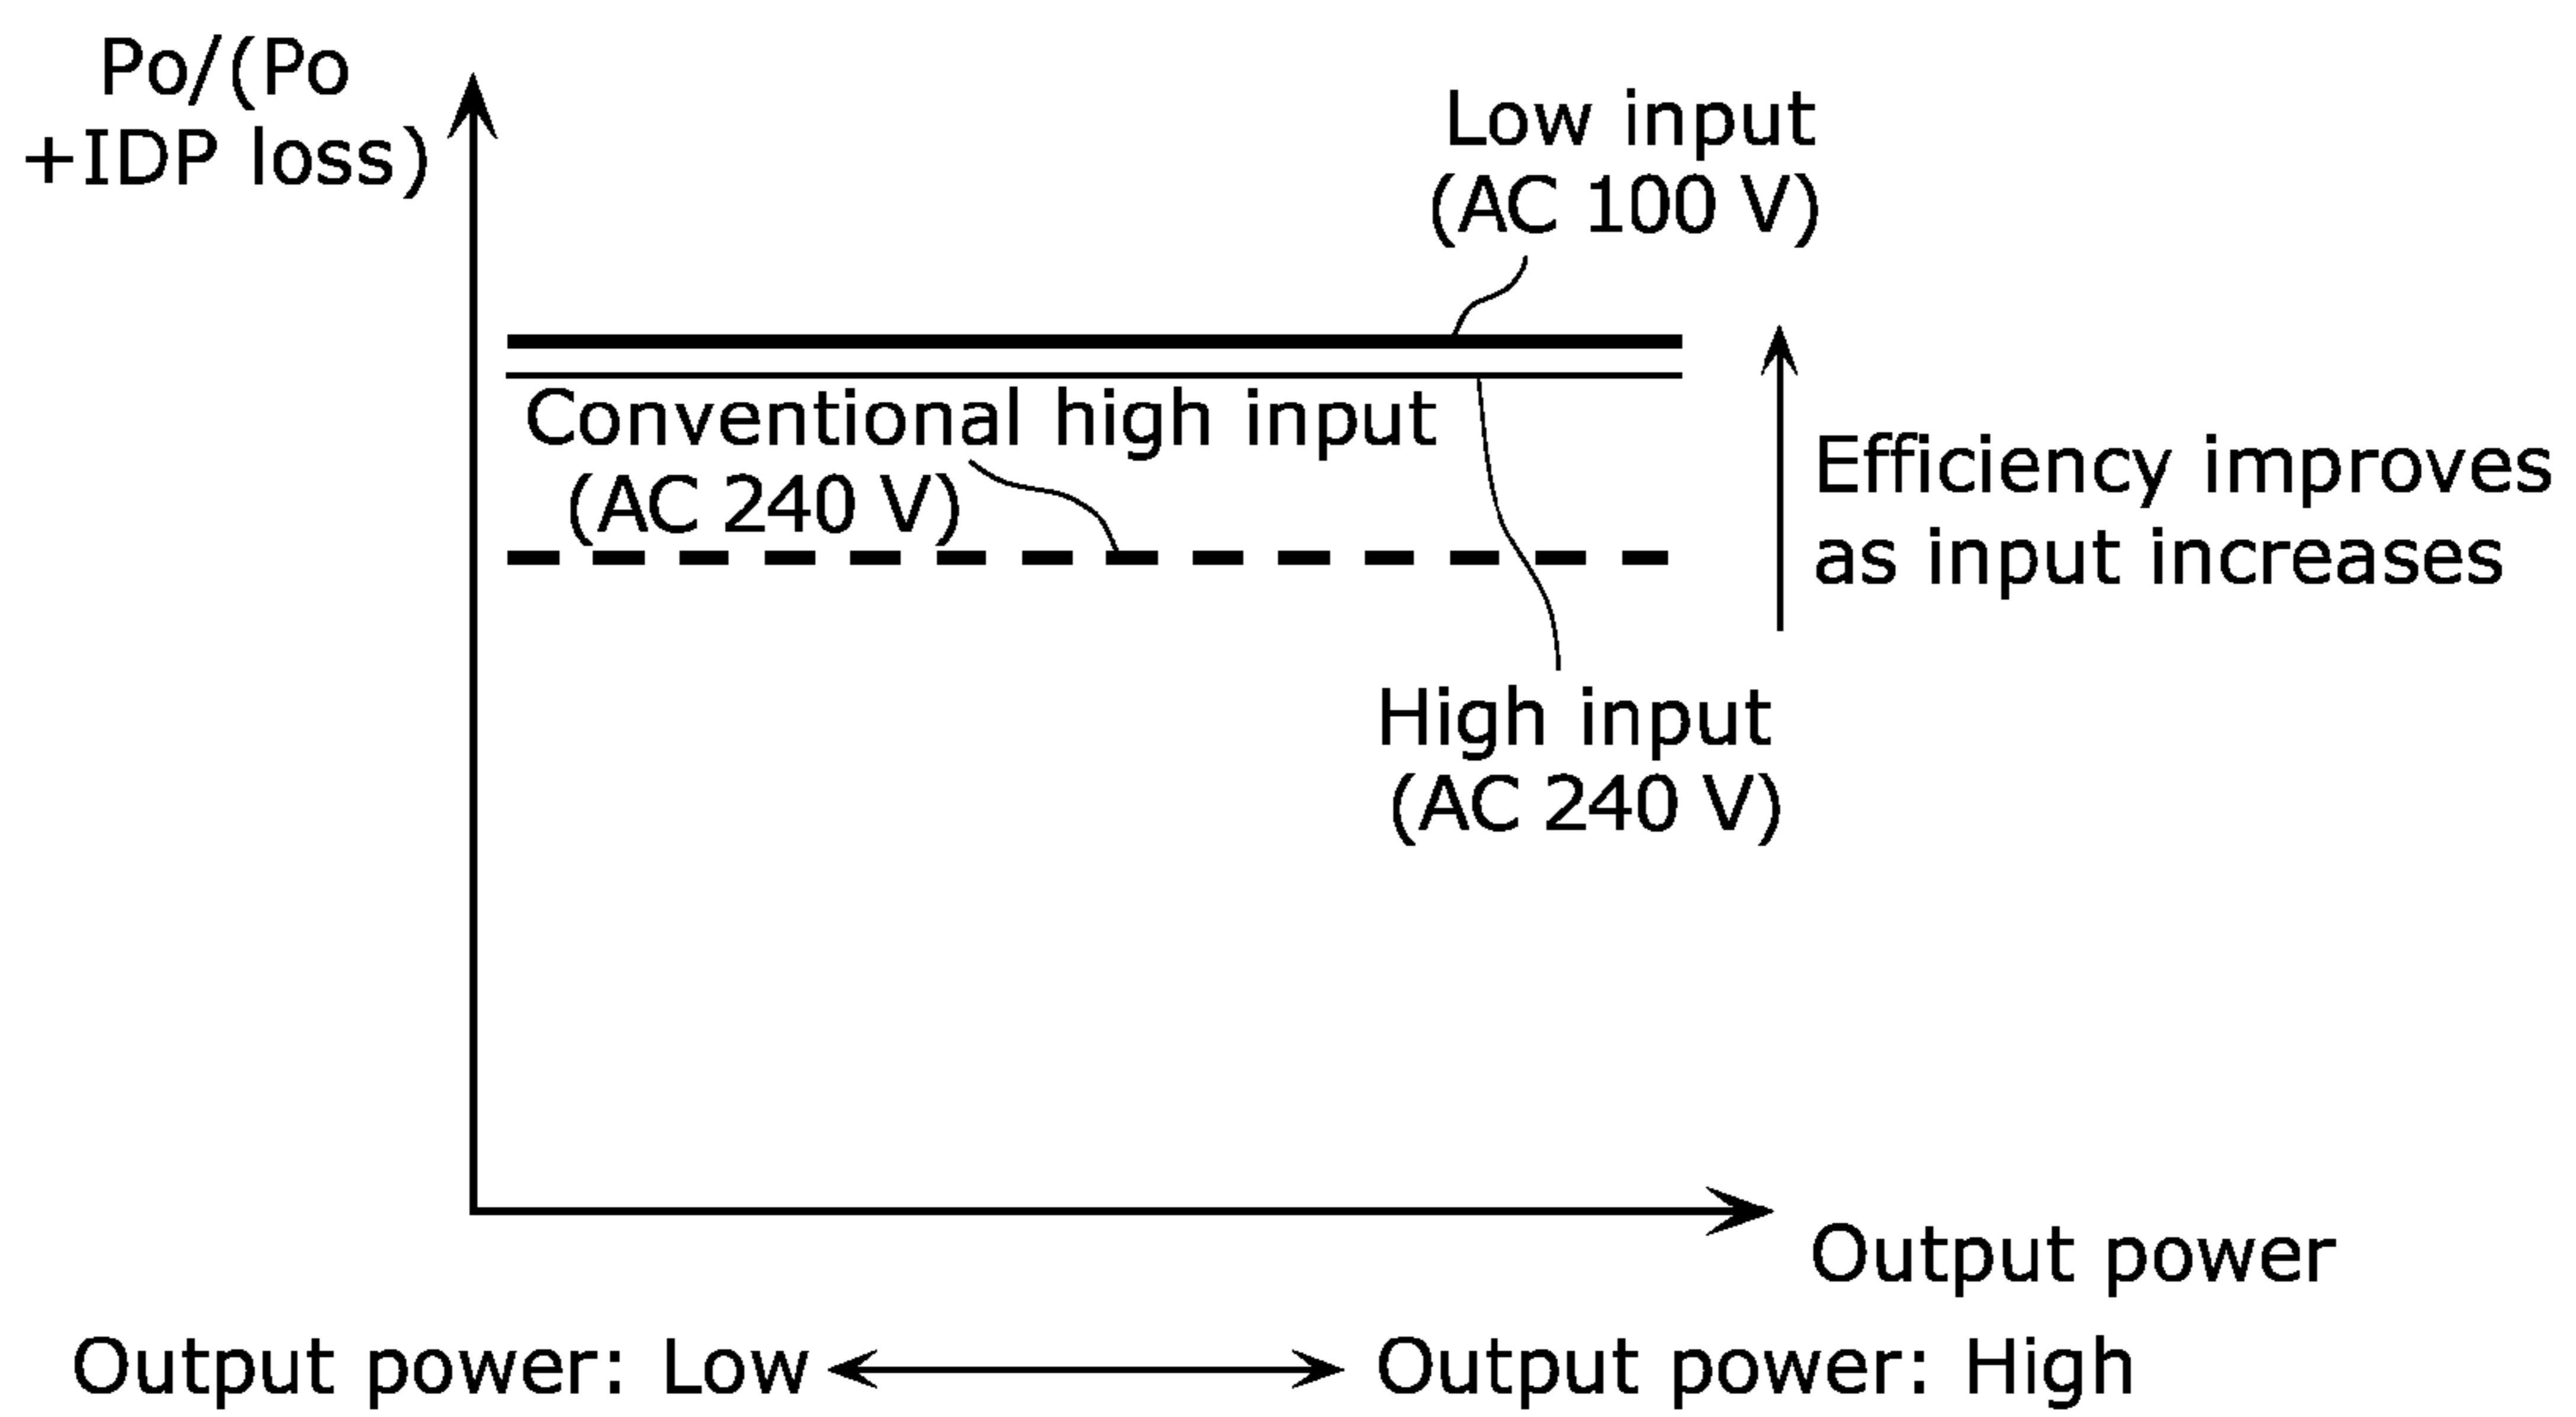 Po/(Po
+IDP loss)
Low input
(AC 100 V)
Conventional high input
(AC 240 V)
Efficiency improves
as input increases
High input
(AC 240 V)
Output power
Output power: Low
Output power: High